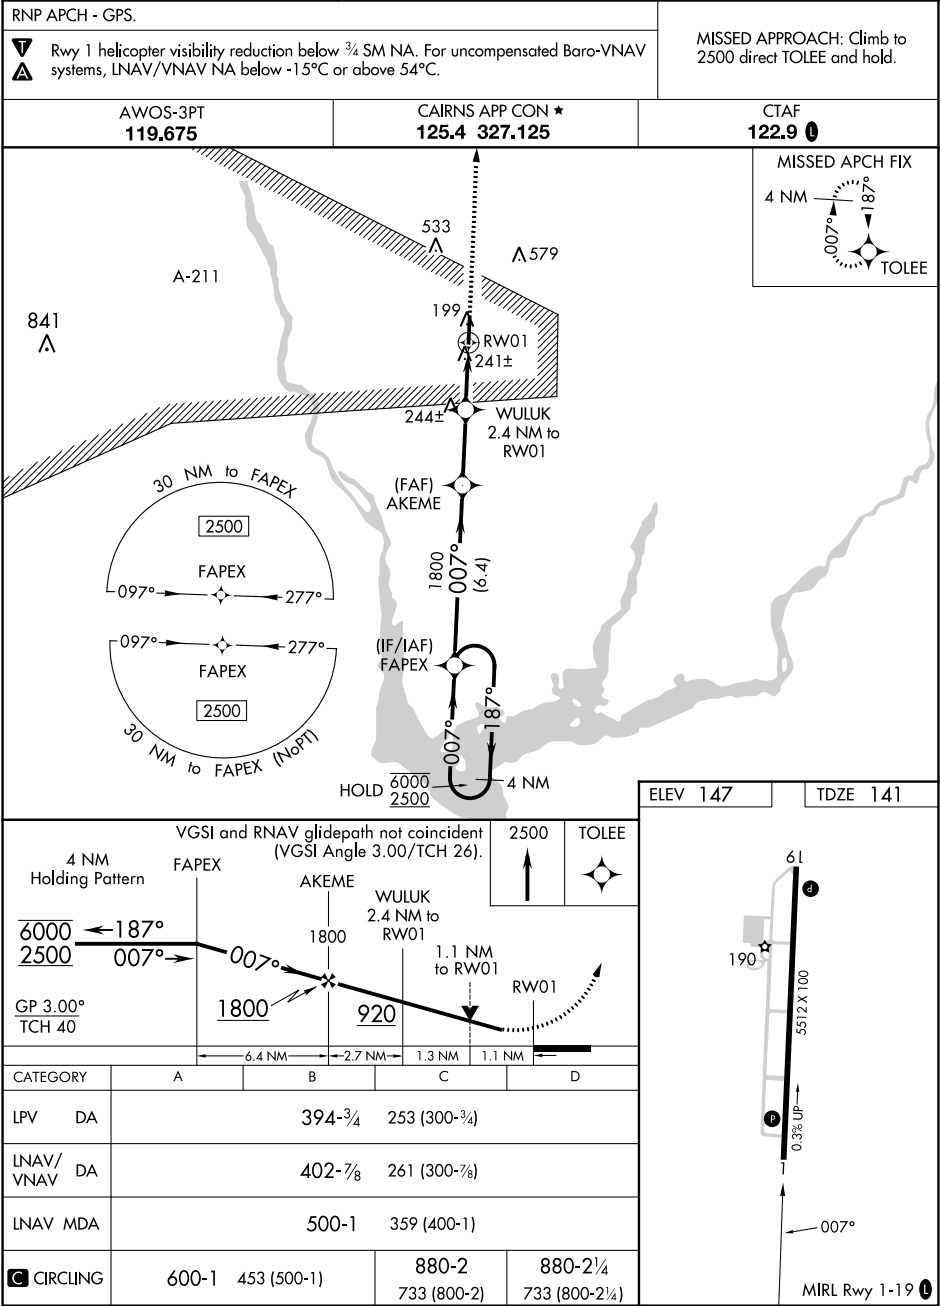 RNP APCH - GPS.
T
A
Rwy 1 helicopter visibility reduction below ¾ SM NA. For uncompensated Baro-VNAV
systems, LNAV/VNAV NA below -15°C or above 54°C.
MISSED APPROACH: Climb to
2500 direct TOLEE and hold.
AWOS-3PT
119.675
CAIRNS APP CON ★
125.4 327.125
CTAF
122.9 L
MISSED APCH FIX
4 NM
187°
007°
TOLEE
533
579
A-211
841
199
RW01
241±
244±
WULUK
2.4 NM to
RW01
(FAF)
AKEME
1800
007°
(6.4)
30 NM to FAPEX
2500
FAPEX
097°
277°
097°
277°
FAPEX
2500
30 NM to FAPEX (NoPT)
(IF/IAF)
FAPEX
007°
187°
HOLD 6000
2500
4 NM
ELEV 147
TDZE 141
VGSI and RNAV glidepath not coincident
(VGSI Angle 3.00/TCH 26).
2500
TOLEE
4 NM
Holding Pattern
FAPEX
AKEME
1800
WULUK
2.4 NM to
RW01
1.1 NM
to RW01
RW01
6000
2500
187°
007°
007°
GP 3.00°
TCH 40
1800
920
6.4 NM
2.7 NM
1.3 NM
1.1 NM
CATEGORY A B C D
LPV DA 394-¾ 253 (300-¾)
LNAV/
VNAV DA 402-⅞ 261 (300-⅞)
LNAV MDA 500-1 359 (400-1)
C CIRCLING 600-1 453 (500-1)
880-2
733 (800-2)
880-2¼
733 (800-2¼)
19
P
190
5512 X 100
P
0.3% UP
1
007°
MIRL Rwy 1-19 L